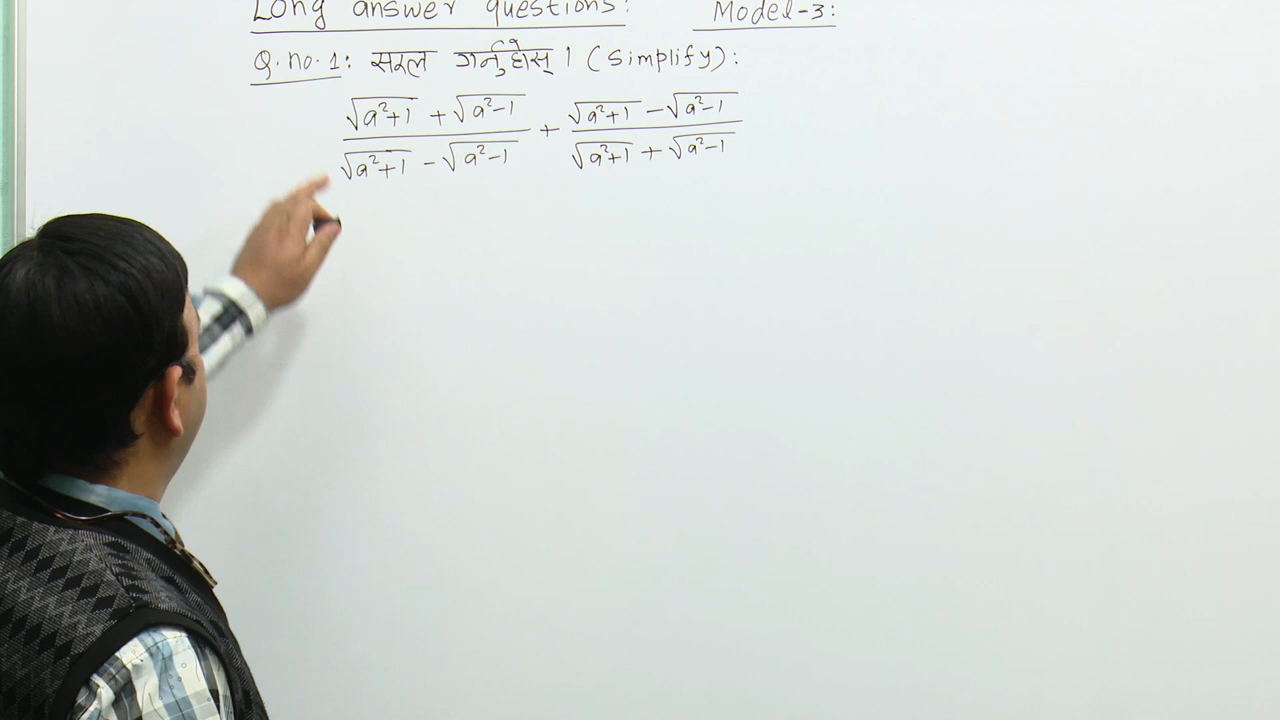 Long answer questions: Model-3:
Q.no.1: सरल गर्नुहोस् । (Simplify):
(√(a²+1) + √(a²-1))/(√(a²+1) - √(a²-1)) + (√(a²+1) - √(a²-1))/(√(a²+1) + √(a²-1))